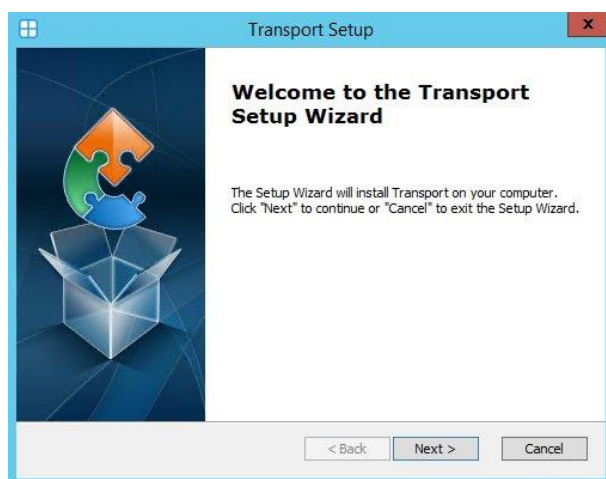 Transport Setup
x
Welcome to the Transport
Setup Wizard
The Setup Wizard will install Transport on your computer.
Click "Next" to continue or "Cancel" to exit the Setup Wizard.
< Back Next > Cancel